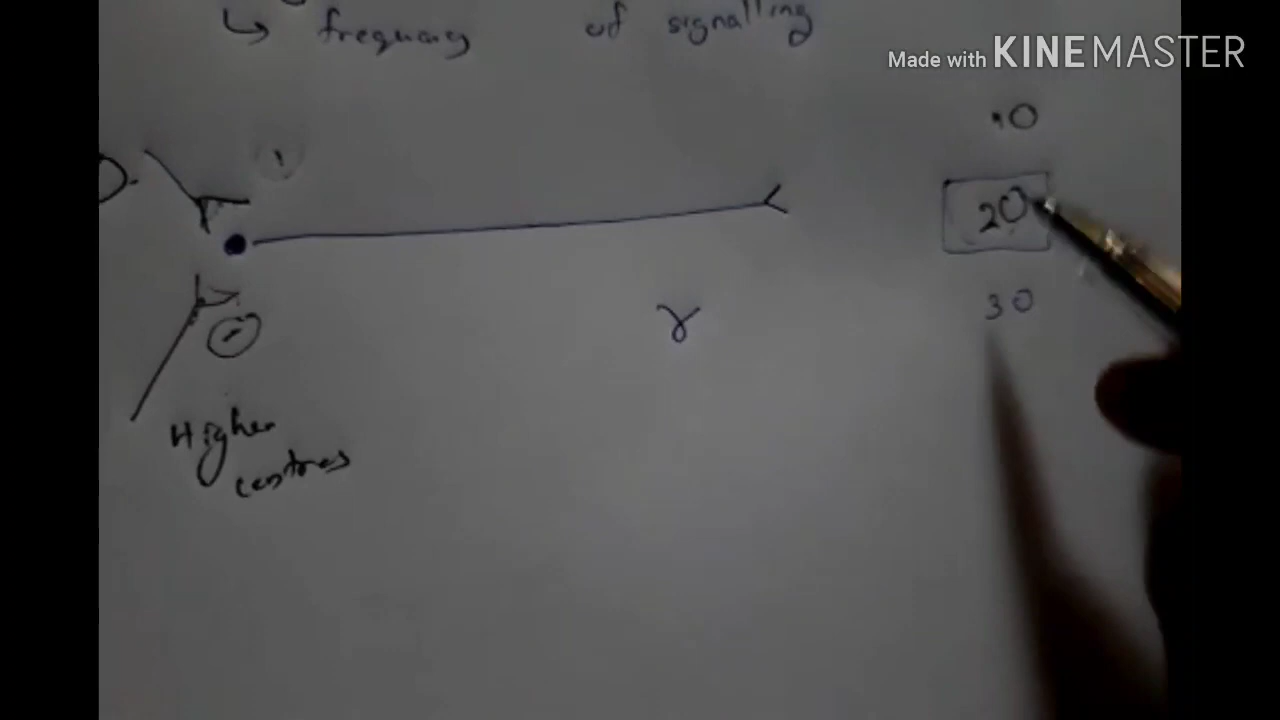 ↳ frequency of signalling
Made with KINEMASTER
10
20
30
γ
Higher
centres